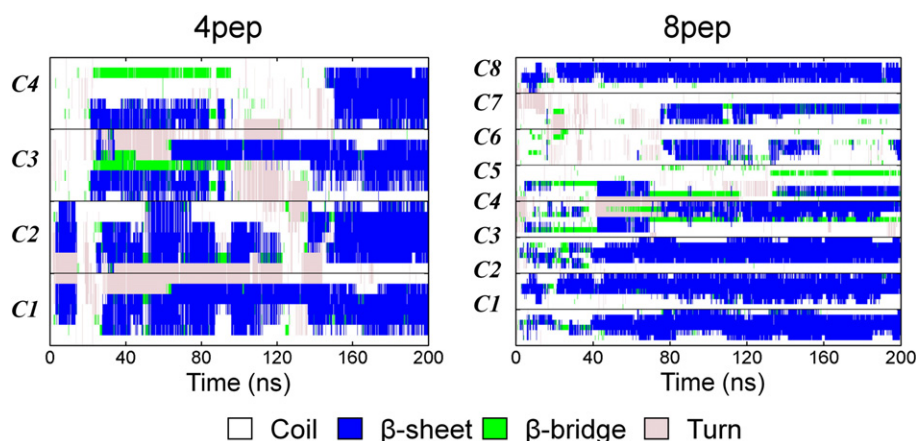 4pep
8pep
C4
C3
C2
C1
0 40 80 120 160 200
Time (ns)
C8
C7
C6
C5
C4
C3
C2
C1
0 40 80 120 160 200
Time (ns)
Coil β-sheet β-bridge Turn